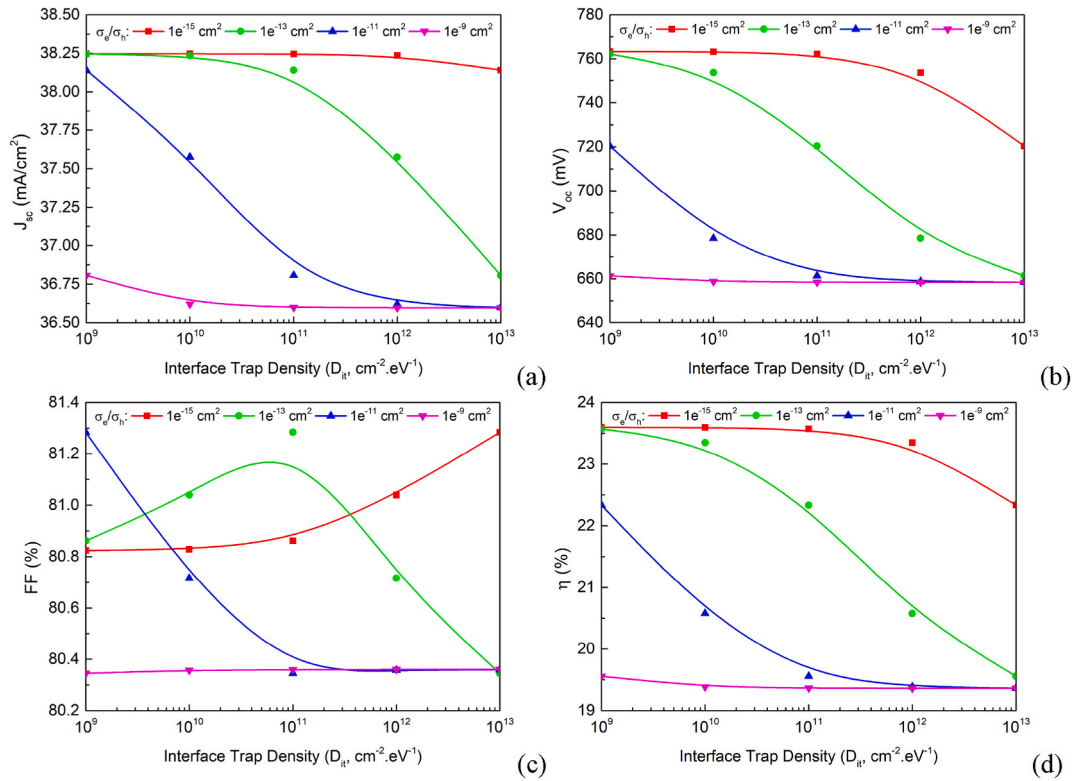 σe/σh: 1e-15 cm2 1e-13 cm2 1e-11 cm2 1e-9 cm2
38.25
38.00
37.75
37.50
37.25
37.00
36.75
36.50
Jsc (mA/cm2)
10^9 10^10 10^11 10^12 10^13
Interface Trap Density (Dit, cm-2.eV-1)
(a)
σe/σh: 1e-15 cm2 1e-13 cm2 1e-11 cm2 1e-9 cm2
780
760
740
720
700
680
660
640
Voc (mV)
10^9 10^10 10^11 10^12 10^13
Interface Trap Density (Dit, cm-2.eV-1)
(b)
σe/σh: 1e-15 cm2 1e-13 cm2 1e-11 cm2 1e-9 cm2
81.4
81.2
81.0
80.8
80.6
80.4
80.2
FF (%)
10^9 10^10 10^11 10^12 10^13
Interface Trap Density (Dit, cm-2.eV-1)
(c)
σe/σh: 1e-15 cm2 1e-13 cm2 1e-11 cm2 1e-9 cm2
24
23
22
21
20
19
η (%)
10^9 10^10 10^11 10^12 10^13
Interface Trap Density (Dit, cm-2.eV-1)
(d)